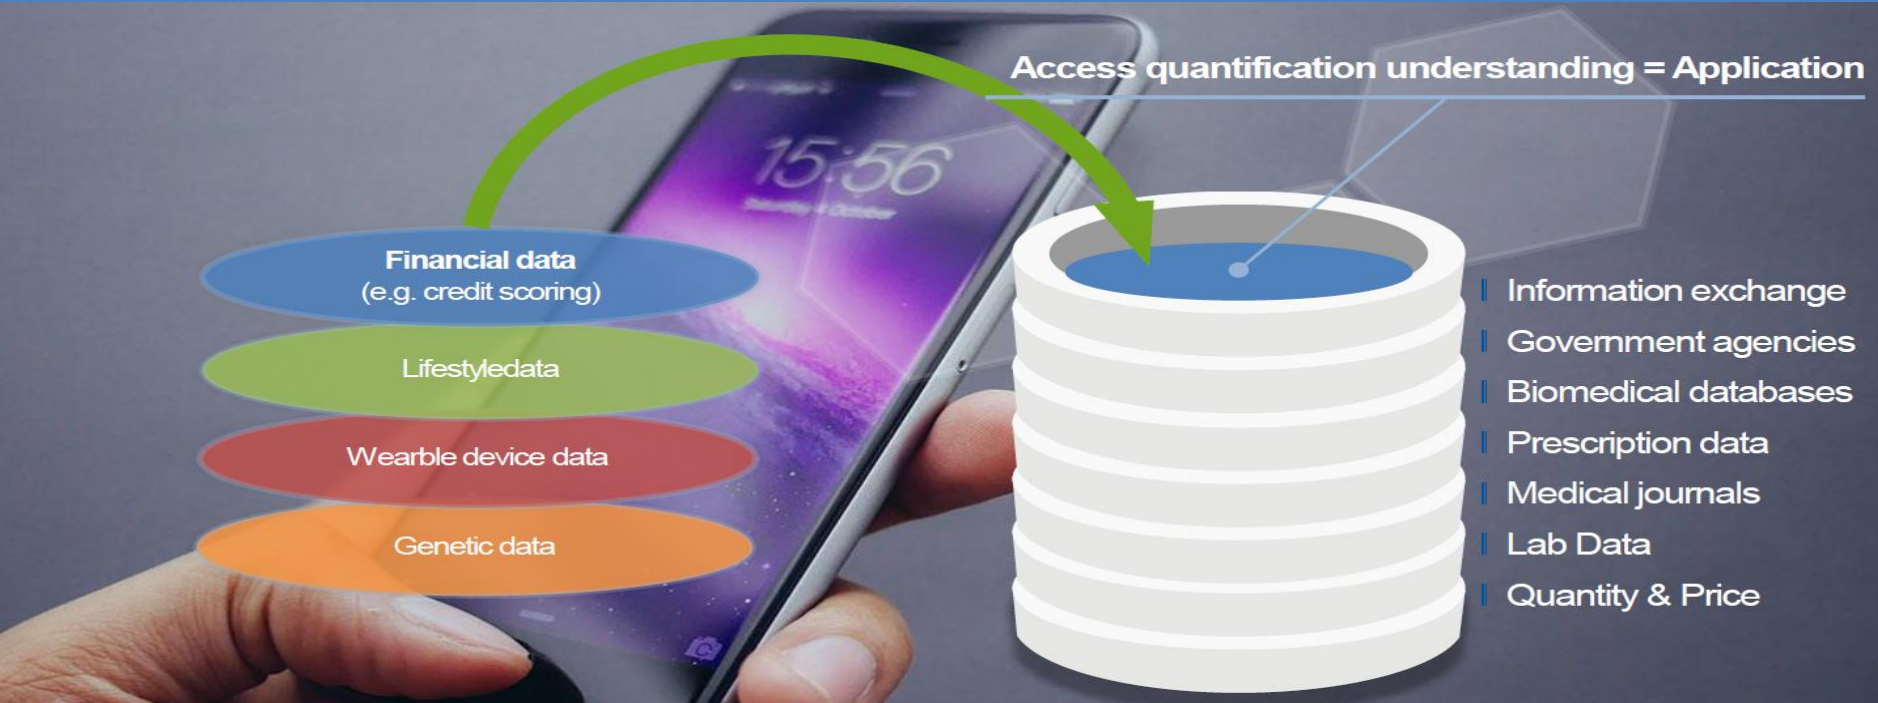 Access quantification understanding = Application
15:56
Financial data
(e.g. credit scoring)
Lifestyledata
Wearble device data
Genetic data
Information exchange
Government agencies
Biomedical databases
Prescription data
Medical journals
Lab Data
Quantity & Price